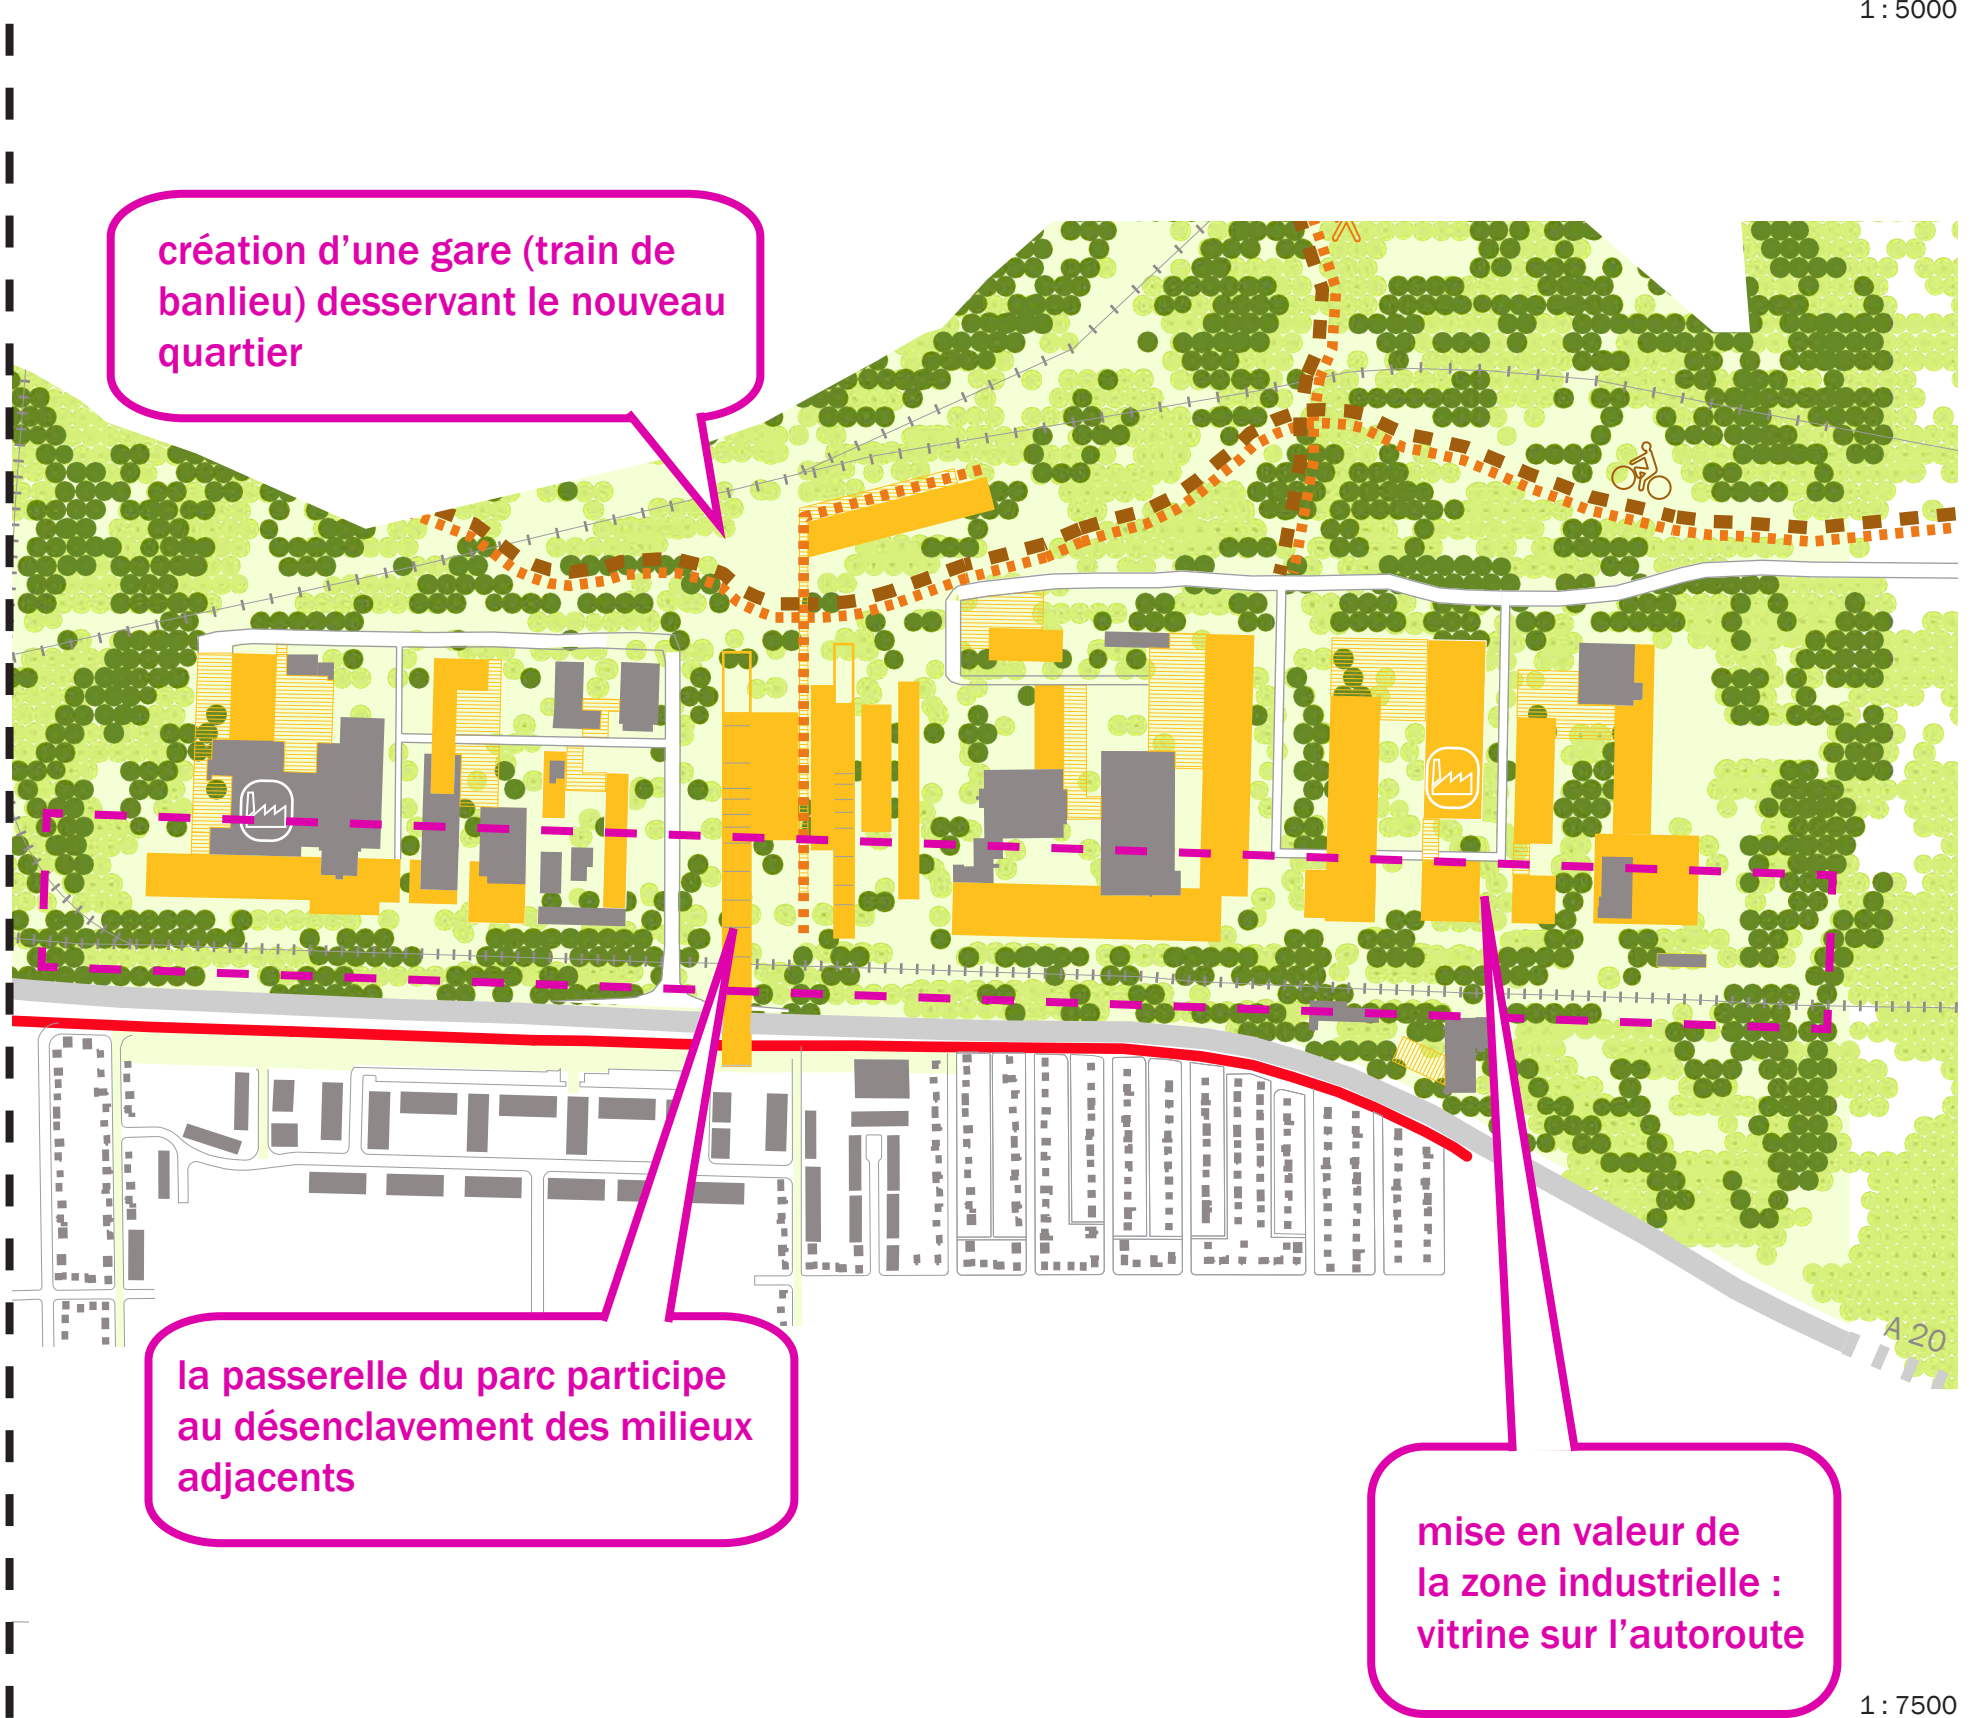 1 : 5000
création d’une gare (train de
banlieu) desservant le nouveau
quartier
A 20
la passerelle du parc participe
au désenclavement des milieux
adjacents
mise en valeur de
la zone industrielle :
vitrine sur l’autoroute
1 : 7500